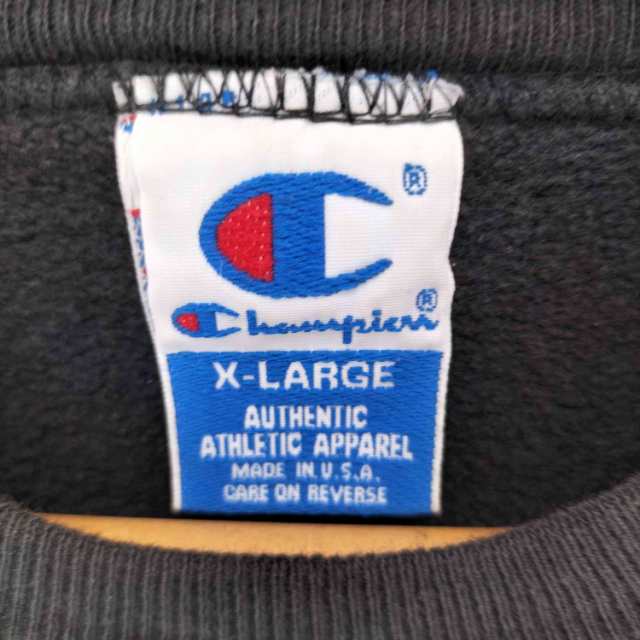 ®
Champion®
X-LARGE
AUTHENTIC
ATHLETIC APPAREL
MADE IN U.S.A.
CARE ON REVERSE